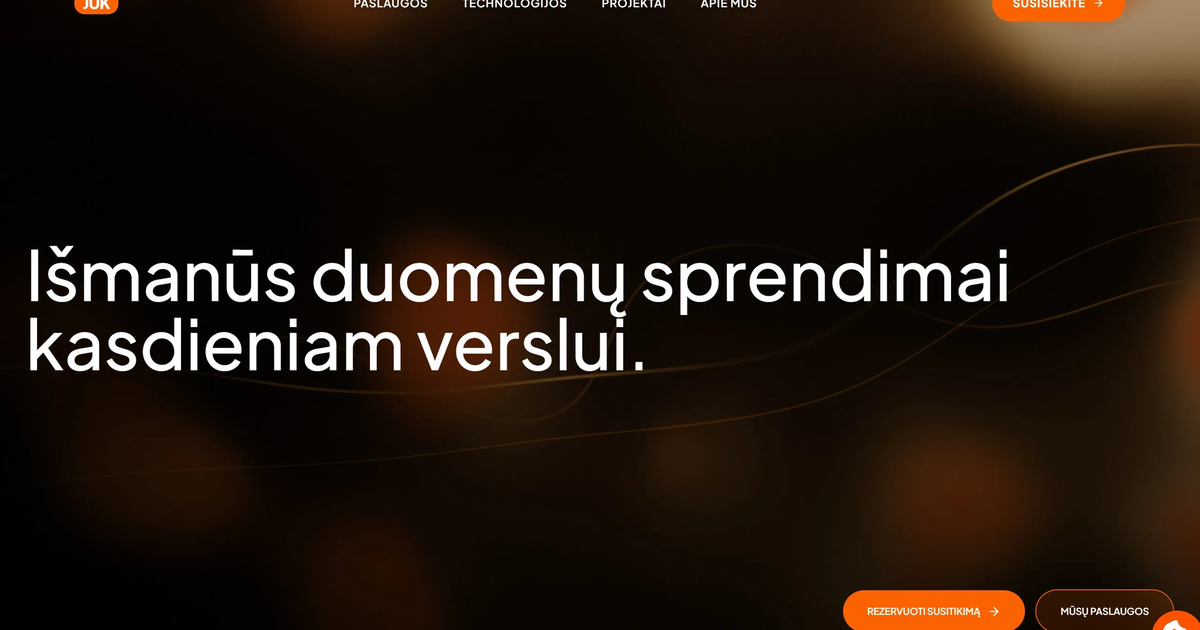 JUK
PASLAUGOS TECHNOLOGIJOS PROJEKTAI APIE MUS SUSISIEKITE
Išmanūs duomenų sprendimai
kasdieniam verslui.
REZERVUOTI SUSITIKIMĄ MŪSŲ PASLAUGOS